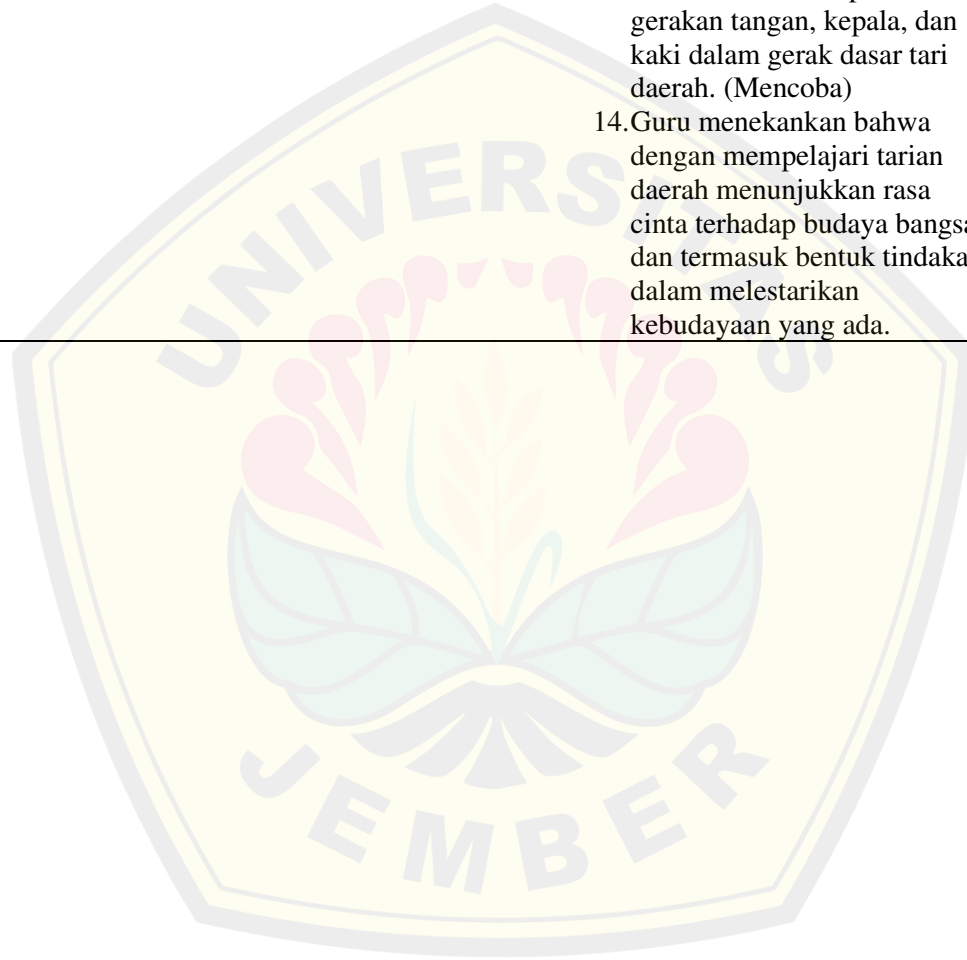 gerakan tangan, kepala, dan
kaki dalam gerak dasar tari
daerah. (Mencoba)
14.Guru menekankan bahwa
dengan mempelajari tarian
daerah menunjukkan rasa
cinta terhadap budaya bangsa
dan termasuk bentuk tindaka
dalam melestarikan
kebudayaan yang ada.
UNIVERSITAS
JEMBER